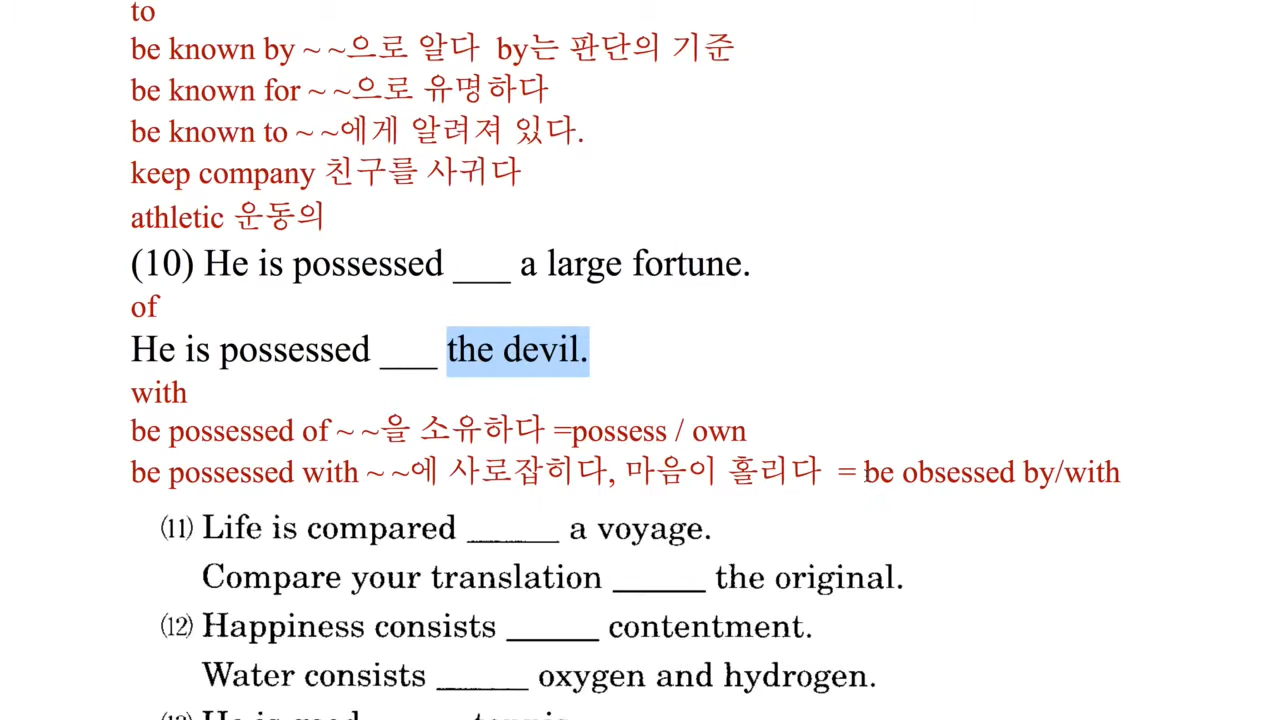 to
be known by ~ ~으로 알다 by는 판단의 기준
be known for ~ ~으로 유명하다
be known to ~ ~에게 알려져 있다.
keep company 친구를 사귀다
athletic 운동의
(10) He is possessed ___ a large fortune.
of
He is possessed ___ the devil.
with
be possessed of ~ ~을 소유하다 =possess / own
be possessed with ~ ~에 사로잡히다, 마음이 홀리다 = be obsessed by/with
(11) Life is compared _____ a voyage.
Compare your translation _____ the original.
(12) Happiness consists _____ contentment.
Water consists _____ oxygen and hydrogen.